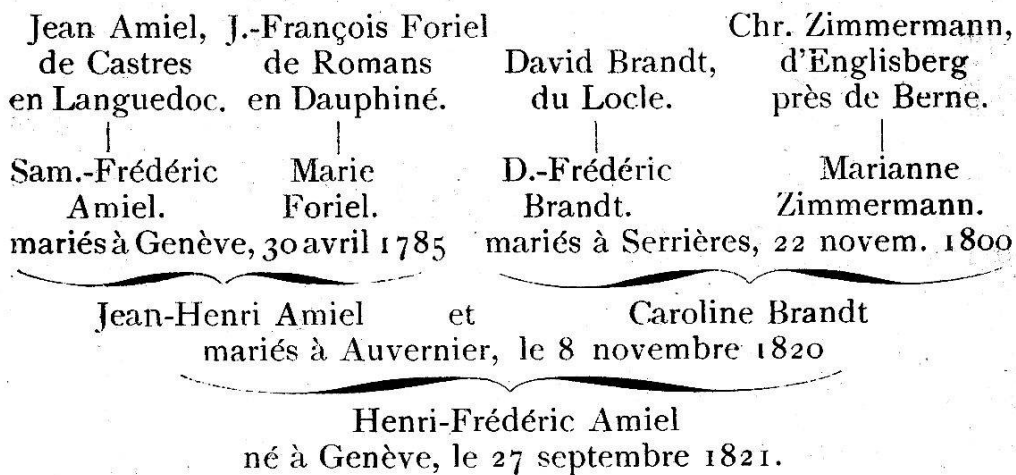 Jean Amiel, J.-François Foriel Chr. Zimmermann,
de Castres de Romans David Brandt, d'Englisberg
en Languedoc. en Dauphiné. du Locle. près de Berne.
Sam.-Frédéric Marie D.-Frédéric Marianne
Amiel. Foriel. Brandt. Zimmermann.
mariés à Genève, 30 avril 1785 mariés à Serrières, 22 novem. 1800
Jean-Henri Amiel et Caroline Brandt
mariés à Auvernier, le 8 novembre 1820
Henri-Frédéric Amiel
né à Genève, le 27 septembre 1821.